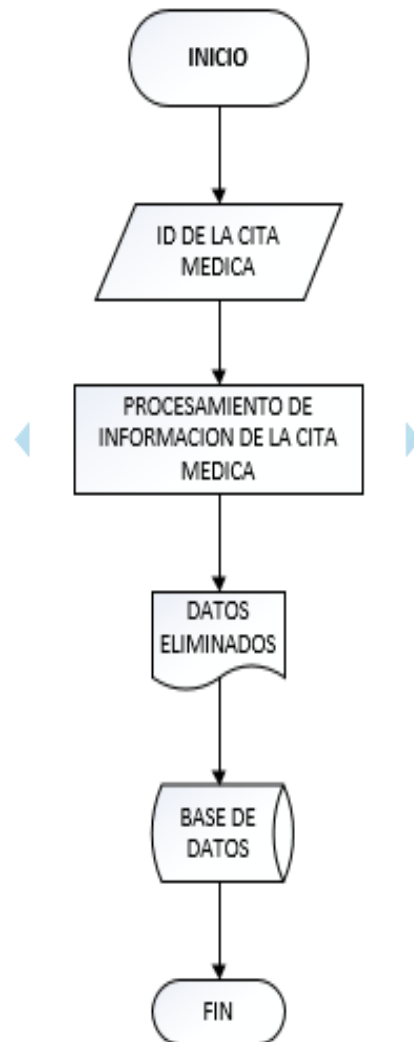 INICIO
ID DE LA CITA
MEDICA
PROCESAMIENTO DE
INFORMACION DE LA CITA
MEDICA
DATOS
ELIMINADOS
BASE DE
DATOS
FIN